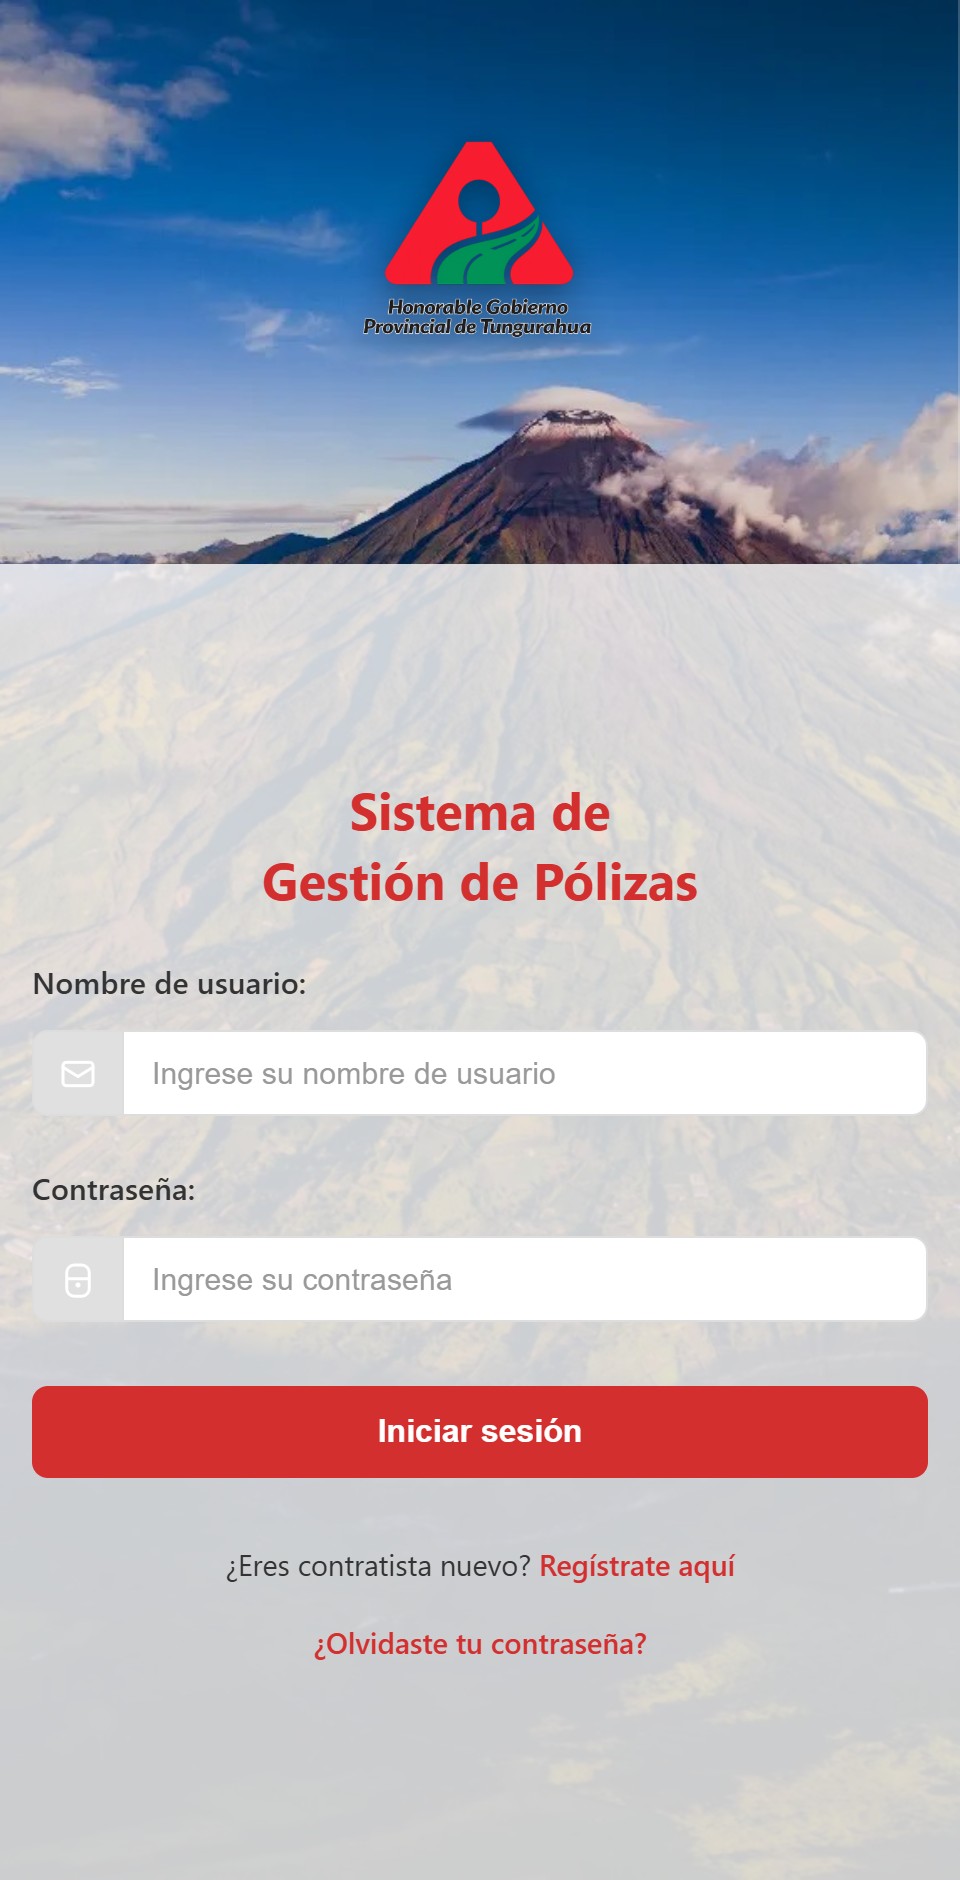 Honorable Gobierno
Provincial de Tungurahua
Sistema de
Gestión de Pólizas
Nombre de usuario:
Ingrese su nombre de usuario
Contraseña:
Ingrese su contraseña
Iniciar sesión
¿Eres contratista nuevo? Regístrate aquí
¿Olvidaste tu contraseña?